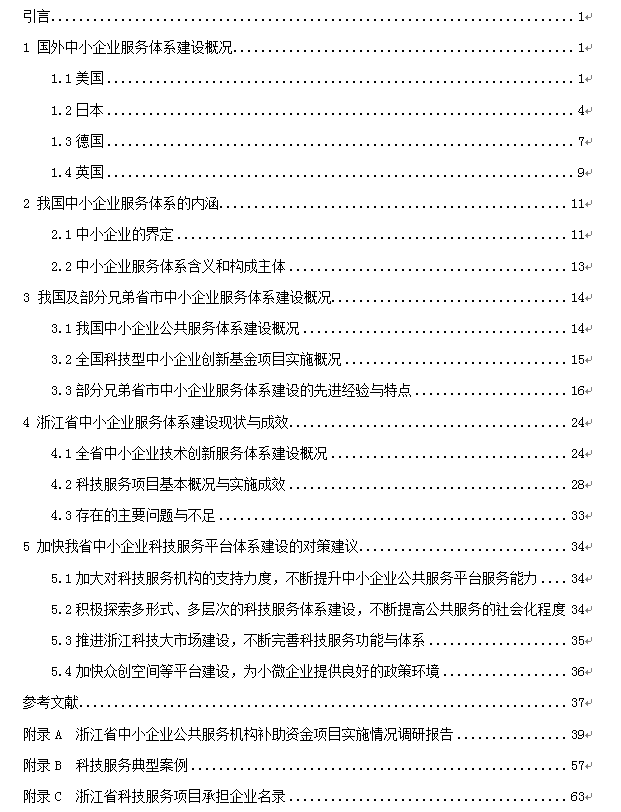 引言 1
1 国外中小企业服务体系建设概况 1
1.1 美国 1
1.2 日本 4
1.3 德国 7
1.4 英国 9
2 我国中小企业服务体系的内涵 11
2.1 中小企业的界定 11
2.2 中小企业服务体系含义和构成主体 13
3 我国及部分兄弟省市中小企业服务体系建设概况 14
3.1 我国中小企业公共服务体系建设概况 14
3.2 全国科技型中小企业创新基金项目实施概况 15
3.3 部分兄弟省市中小企业服务体系建设的先进经验与特点 16
4 浙江省中小企业服务体系建设现状与成效 24
4.1 全省中小企业技术创新服务体系建设概况 24
4.2 科技服务项目基本概况与实施成效 28
4.3 存在的主要问题与不足 33
5 加快我省中小企业科技服务平台体系建设的对策建议 34
5.1 加大对科技服务机构的支持力度，不断提升中小企业公共服务平台服务能力 34
5.2 积极探索多形式、多层次的科技服务体系建设，不断提高公共服务的社会化程度 34
5.3 推进浙江科技大市场建设，不断完善科技服务功能与体系 35
5.4 加快众创空间等平台建设，为小微企业提供良好的政策环境 36
参考文献 37
附录 A 浙江省中小企业公共服务机构补助资金项目实施情况调研报告 39
附录 B 科技服务典型案例 57
附录 C 浙江省科技服务项目承担企业名录 63